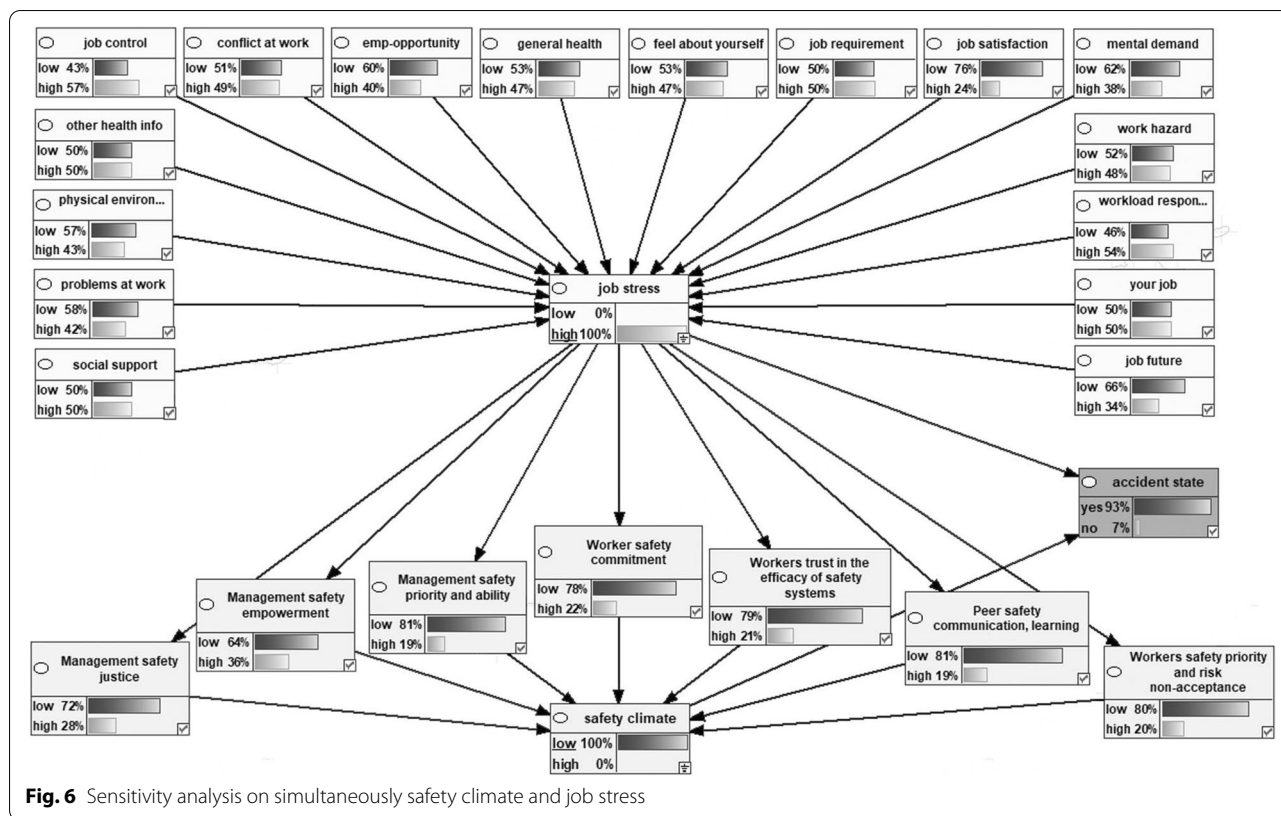 job control
low 43%
high 57%
conflict at work
low 51%
high 49%
emp-opportunity
low 60%
high 40%
general health
low 53%
high 47%
feel about yourself
low 53%
high 47%
job requirement
low 50%
high 50%
job satisfaction
low 76%
high 24%
mental demand
low 62%
high 38%
other health info
low 50%
high 50%
work hazard
low 52%
high 48%
physical environ...
low 57%
high 43%
workload respon...
low 46%
high 54%
problems at work
low 58%
high 42%
job stress
low 0%
high 100%
your job
low 50%
high 50%
social support
low 50%
high 50%
job future
low 66%
high 34%
accident state
yes 93%
no 7%
Worker safety
commitment
low 78%
high 22%
Workers trust in the
efficacy of safety
systems
low 79%
high 21%
Management safety
priority and ability
low 81%
high 19%
Management safety
empowerment
low 64%
high 36%
Peer safety
communication, learning
low 81%
high 19%
Management safety
justice
low 72%
high 28%
Workers safety priority
and risk
non-acceptance
low 80%
high 20%
safety climate
low 100%
high 0%
Fig. 6 Sensitivity analysis on simultaneously safety climate and job stress